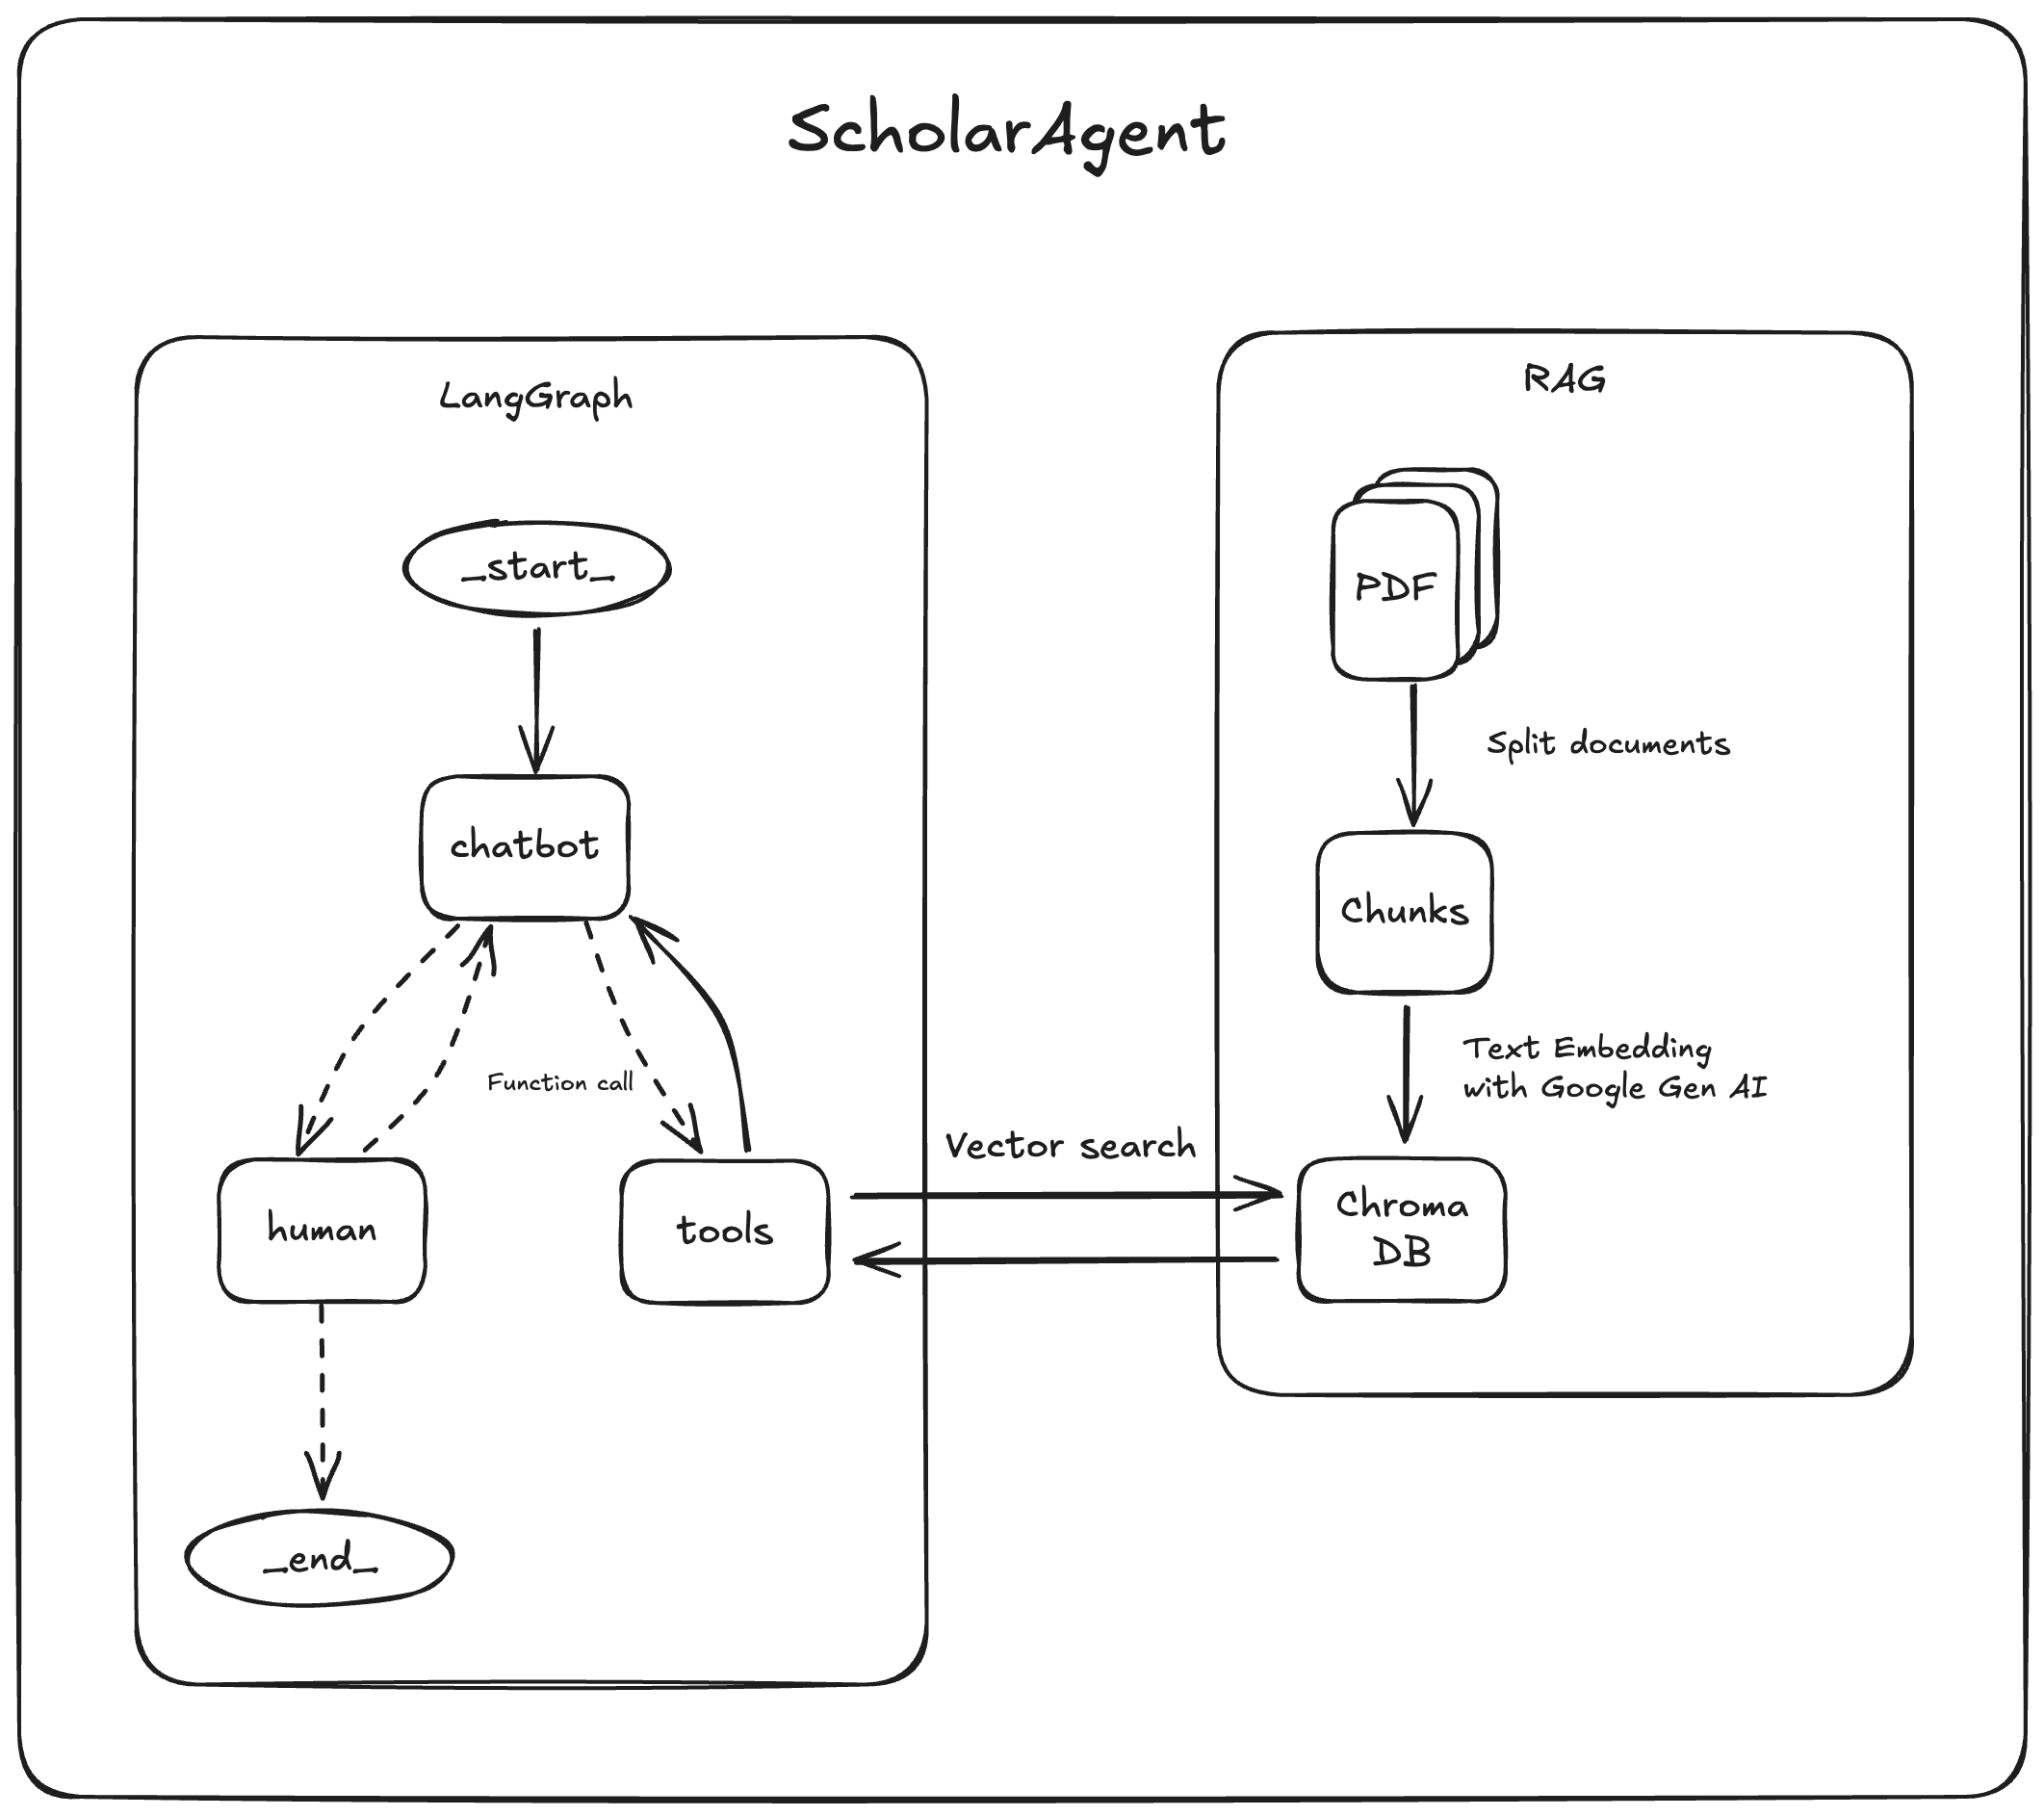 ScholarAgent
LangGraph
_start_
chatbot
Function call
human
tools
_end_
Vector search
RAG
PDF
Split documents
Chunks
Text Embedding
with Google Gen AI
Chroma
DB